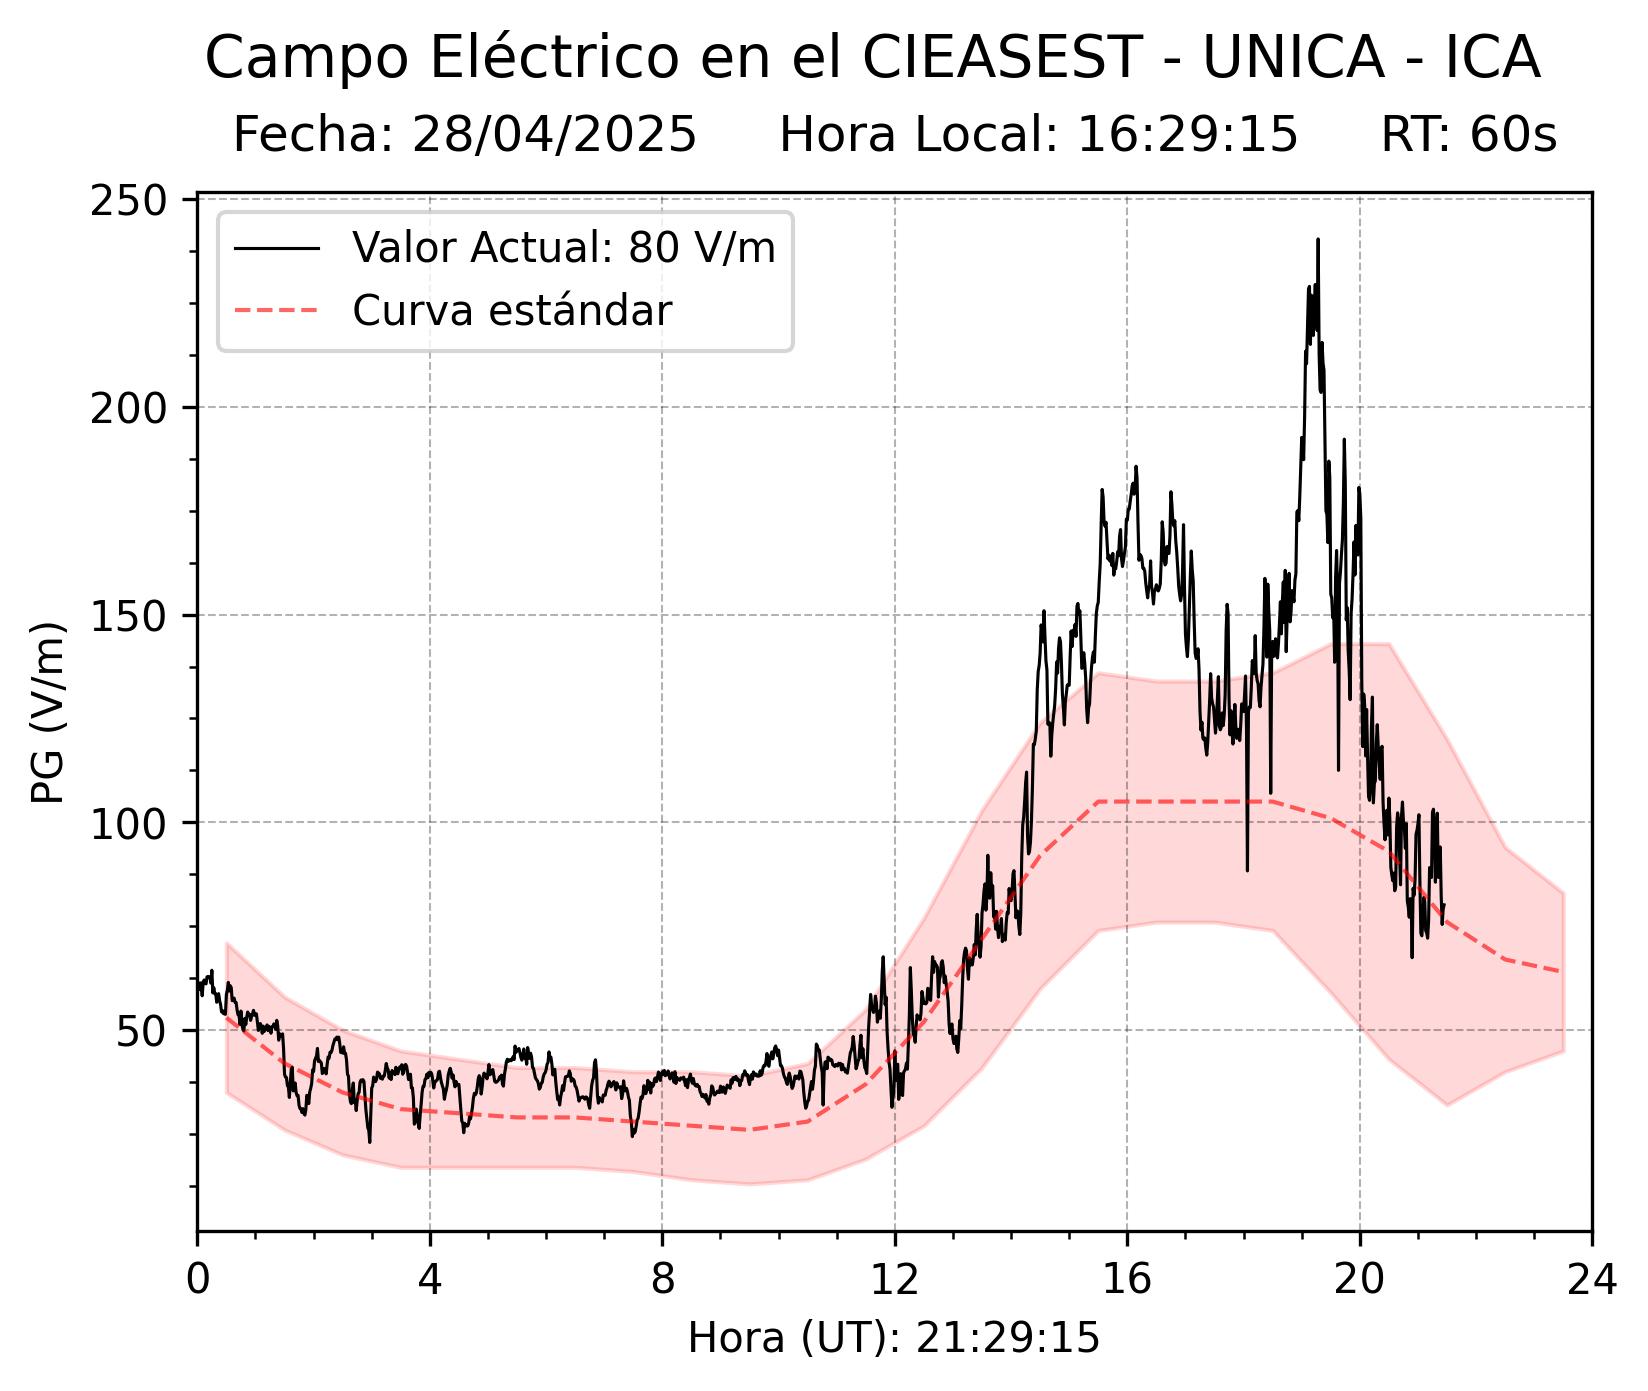 Campo Eléctrico en el CIEASEST - UNICA - ICA
Fecha: 28/04/2025 Hora Local: 16:29:15 RT: 60s
Valor Actual: 80 V/m
Curva estándar
PG (V/m)
250
200
150
100
50
0 4 8 12 16 20 24
Hora (UT): 21:29:15